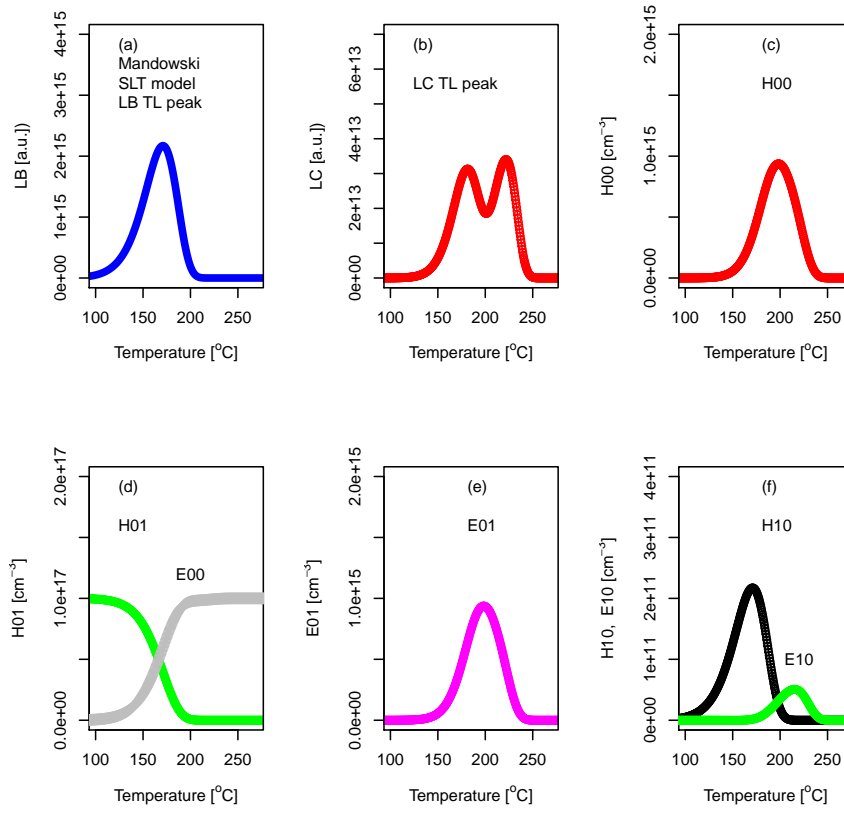 (a)
Mandowski
SLT model
LB TL peak
LB [a.u.])
0e+00
1e+15
2e+15
3e+15
4e+15
100 150 200 250
Temperature [°C]
(b)
LC TL peak
LC [a.u.])
0e+00
2e+13
4e+13
6e+13
100 150 200 250
Temperature [°C]
(c)
H00
H00 [cm⁻³]
0.0e+00
1.0e+15
2.0e+15
100 150 200 250
Temperature [°C]
(d)
H01
E00
H01 [cm⁻³]
0.0e+00
1.0e+17
2.0e+17
100 150 200 250
Temperature [°C]
(e)
E01
E01 [cm⁻³]
0.0e+00
1.0e+15
2.0e+15
100 150 200 250
Temperature [°C]
(f)
H10
E10
H10, E10 [cm⁻³]
0e+00
1e+11
2e+11
3e+11
4e+11
100 150 200 250
Temperature [°C]